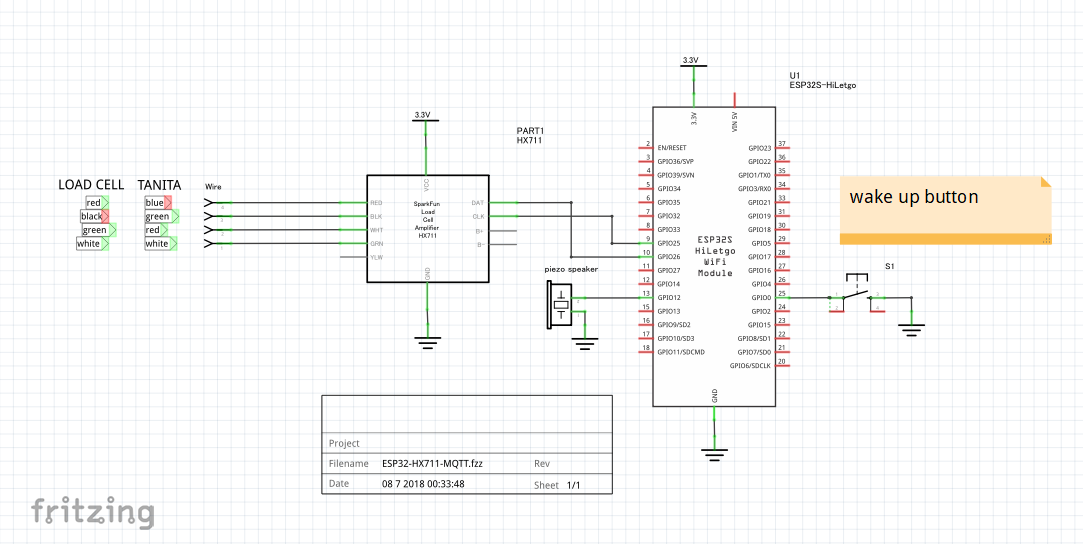 3.3V
U1
ESP32S-HiLetgo
3.3V
VIN 5V
3.3V
PART1
HX711
2 EN/RESET
3 GPIO36/SVP
4 GPIO39/SVN
5 GPIO34
6 GPIO35
7 GPIO32
8 GPIO33
9 GPIO25
10 GPIO26
11 GPIO27
12 GPIO14
13 GPIO12
15 GPIO13
16 GPIO9/SD2
17 GPIO10/SD3
18 GPIO11/SDCMD
GPIO23 37
GPIO22 36
GPIO1/TX0 35
GPIO3/RX0 34
GPIO21 33
GPIO19 31
GPIO18 30
GPIO5 29
GPIO17 28
GPIO16 27
GPIO4 26
GPIO0 25
GPIO2 24
GPIO15 23
GPIO8/SD1 22
GPIO7/SD0 21
GPIO6/SDCLK 20
ESP32S
HiLetgo
WiFi
Module
GND
LOAD CELL
TANITA
Wire
red
black
green
white
blue
green
red
white
VCC
RED
BLK
WHT
GRN
YLW
SparkFun
Load
Cell
Amplifier
HX711
DAT
CLK
B+
B-
GND
piezo speaker
wake up button
S1
Project
Filename ESP32-HX711-MQTT.fzz Rev
Date 08 7 2018 00:33:48 Sheet 1/1
fritzing